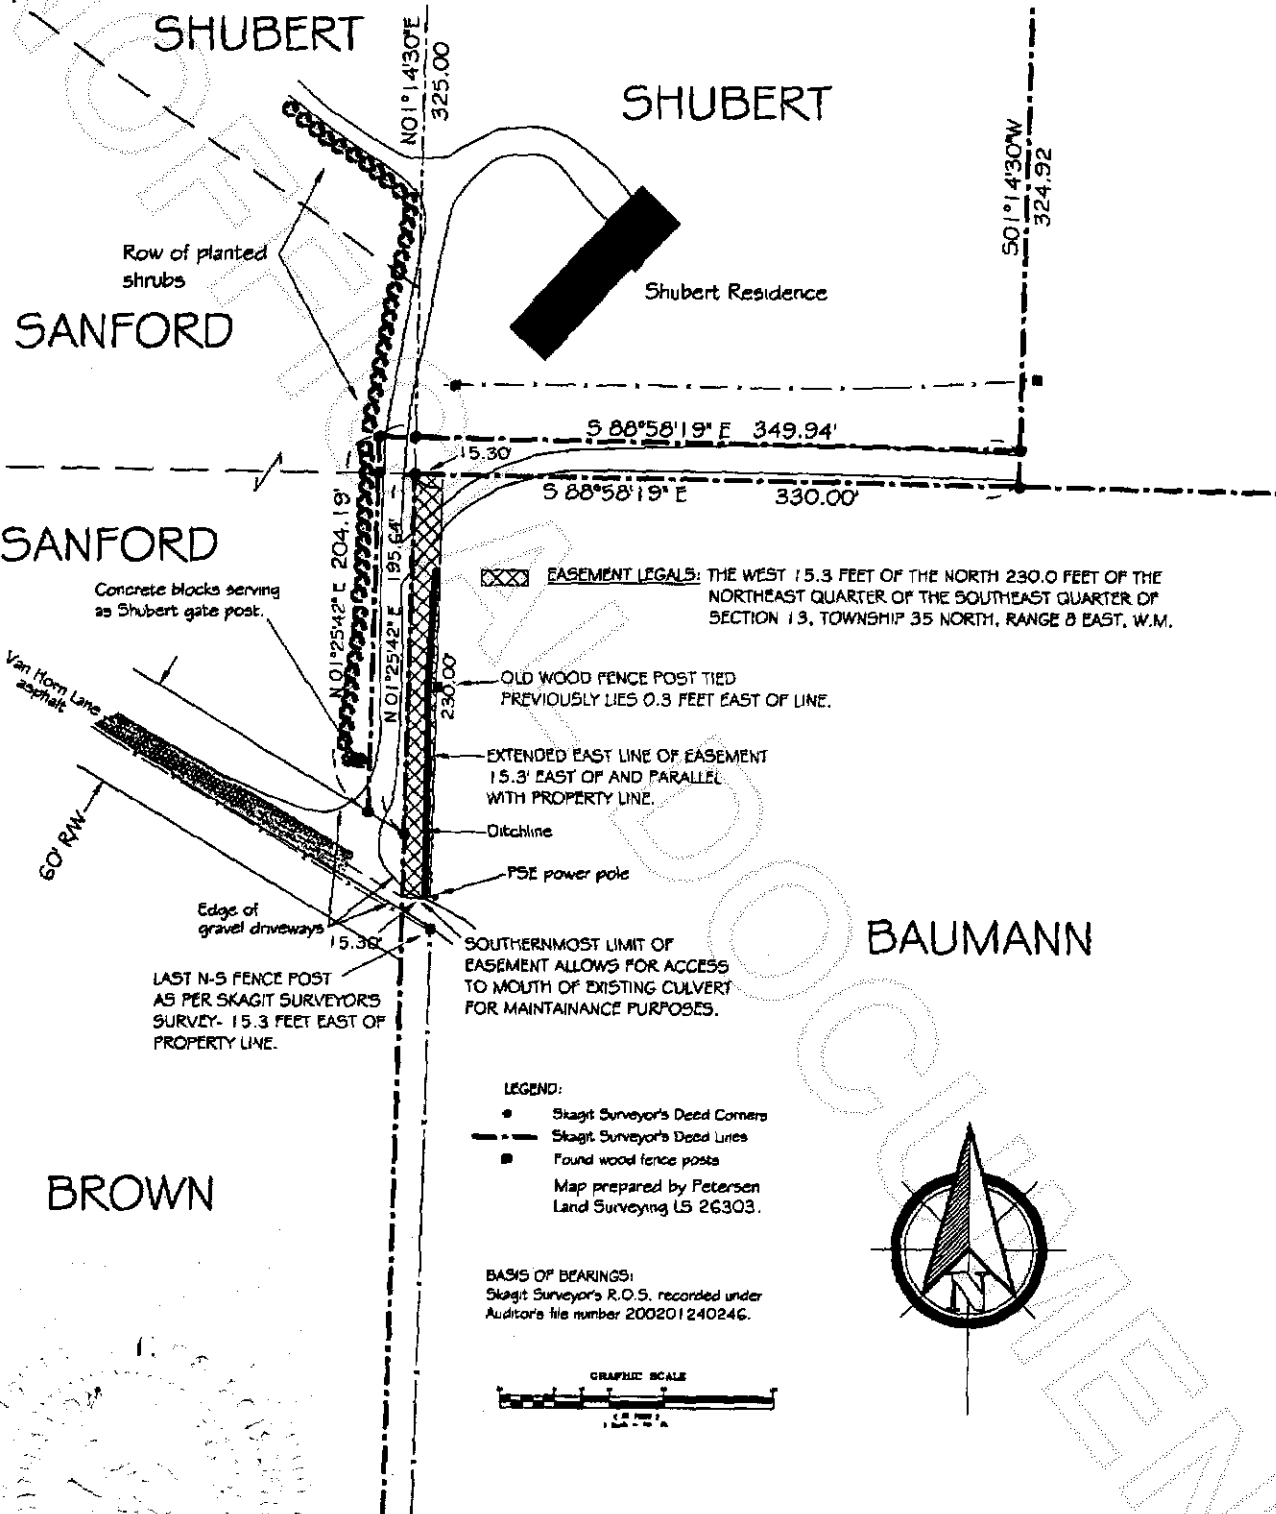 SHUBERT
N01°14'30"E
325.00
SHUBERT
S01°14'30"W
324.92
Row of planted
shrubs
Shubert Residence
SANFORD
S 88°58'19" E 349.94'
15.30'
S 88°58'19" E 330.00'
SANFORD
N 01°25'42" E 204.19'
N 01°25'42" E 195.64'
Concrete blocks serving
as Shubert gate post.
EASEMENT LEGALS: THE WEST 15.3 FEET OF THE NORTH 230.0 FEET OF THE
NORTHEAST QUARTER OF THE SOUTHEAST QUARTER OF
SECTION 13, TOWNSHIP 35 NORTH, RANGE 8 EAST, W.M.
Van Horn Lane
asphalt
230.00'
OLD WOOD FENCE POST TIED
PREVIOUSLY LIES 0.3 FEET EAST OF LINE.
EXTENDED EAST LINE OF EASEMENT
15.3' EAST OF AND PARALLEL
WITH PROPERTY LINE.
Ditchline
60' R/W
PSE power pole
Edge of
gravel driveways
15.30'
BAUMANN
SOUTHERNMOST LIMIT OF
EASEMENT ALLOWS FOR ACCESS
TO MOUTH OF EXISTING CULVERT
FOR MAINTAINANCE PURPOSES.
LAST N-S FENCE POST
AS PER SKAGIT SURVEYORS
SURVEY- 15.3 FEET EAST OF
PROPERTY LINE.
LEGEND:
Skagit Surveyor's Deed Corners
Skagit Surveyor's Deed Lines
Found wood fence posts
Map prepared by Petersen
Land Surveying LS 26303.
BROWN
N
BASIS OF BEARINGS:
Skagit Surveyor's R.O.S. recorded under
Auditor's file number 200201240246.
GRAPHIC SCALE
UNOFFICIAL DOCUMENT